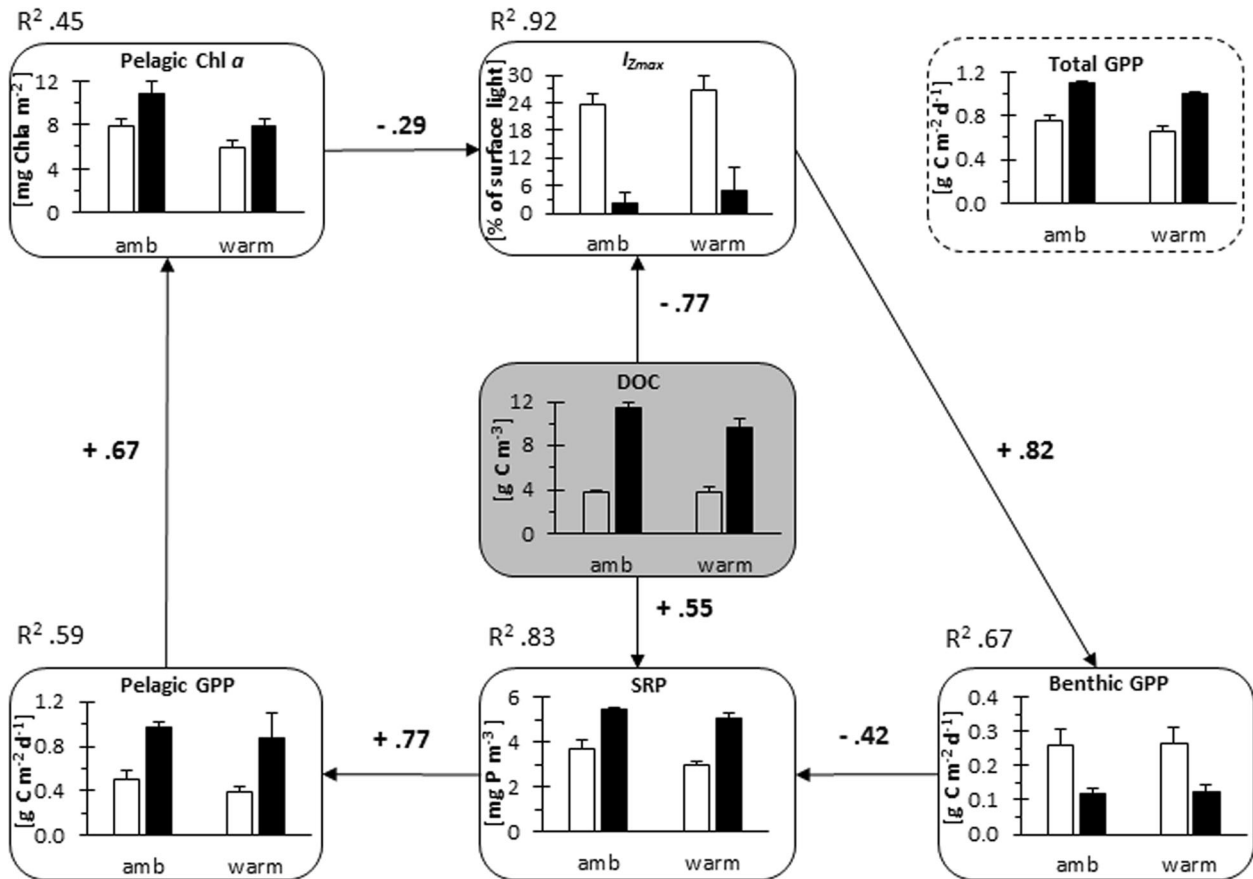 R² .45
Pelagic Chl a
[mg Chla m⁻²]
12
8
4
0
amb warm
- .29
R² .92
I_Zmax
[% of surface light]
30
24
18
12
6
0
amb warm
Total GPP
[g C m⁻² d⁻¹]
1.2
0.8
0.4
0.0
amb warm
+ .67
- .77
+ .82
DOC
[g C m⁻³]
12
8
4
0
amb warm
+ .55
R² .59
Pelagic GPP
[g C m⁻² d⁻¹]
1.2
0.8
0.4
0.0
amb warm
+ .77
R² .83
SRP
[mg P m⁻³]
6
4
2
0
amb warm
- .42
R² .67
Benthic GPP
[g C m⁻² d⁻¹]
0.4
0.3
0.2
0.1
0.0
amb warm